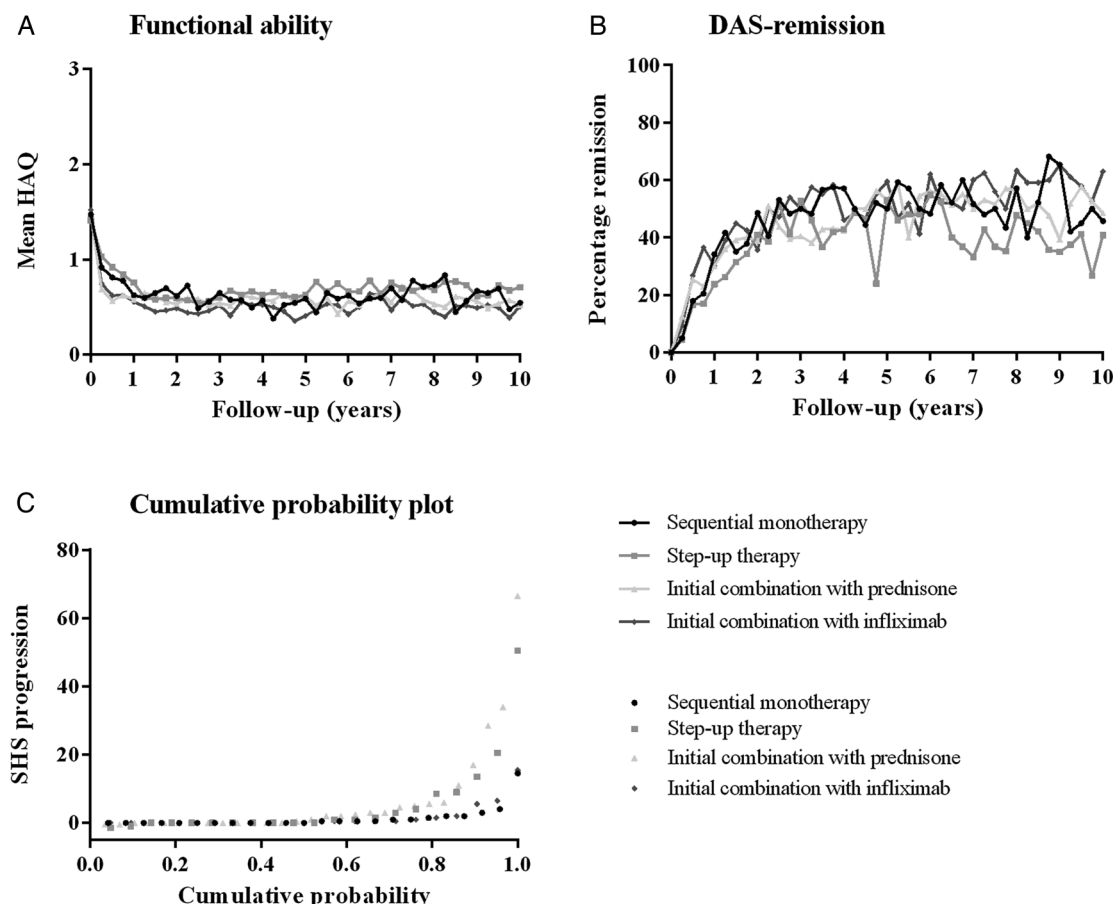 A Functional ability
3
2
1
0
Mean HAQ
0 1 2 3 4 5 6 7 8 9 10
Follow-up (years)
B DAS-remission
100
80
60
40
20
0
Percentage remission
0 1 2 3 4 5 6 7 8 9 10
Follow-up (years)
C Cumulative probability plot
80
60
40
20
0
SHS progression
0.0 0.2 0.4 0.6 0.8 1.0
Cumulative probability
Sequential monotherapy
Step-up therapy
Initial combination with prednisone
Initial combination with infliximab
Sequential monotherapy
Step-up therapy
Initial combination with prednisone
Initial combination with infliximab